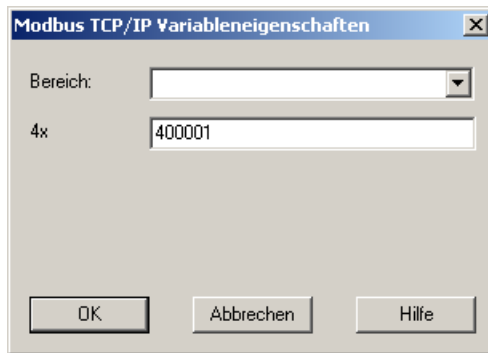 Modbus TCP/IP Variableneigenschaften
Bereich:
4x
400001
OK
Abbrechen
Hilfe